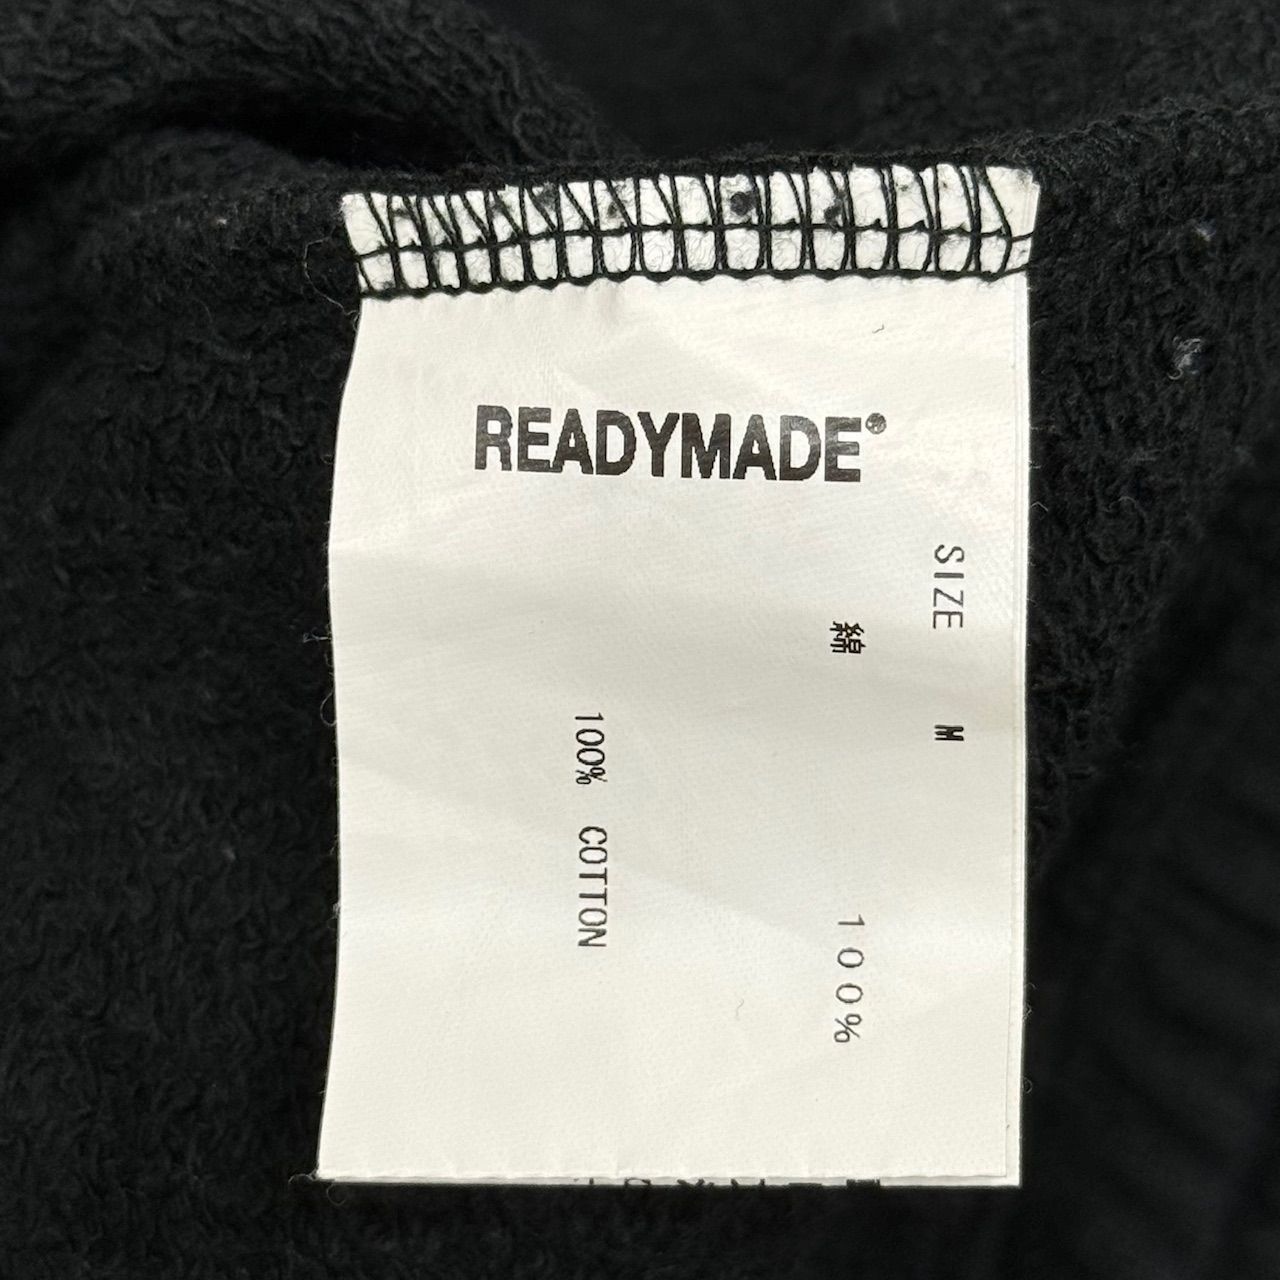 READYMADE®
SIZE M
綿 100%
100% COTTON